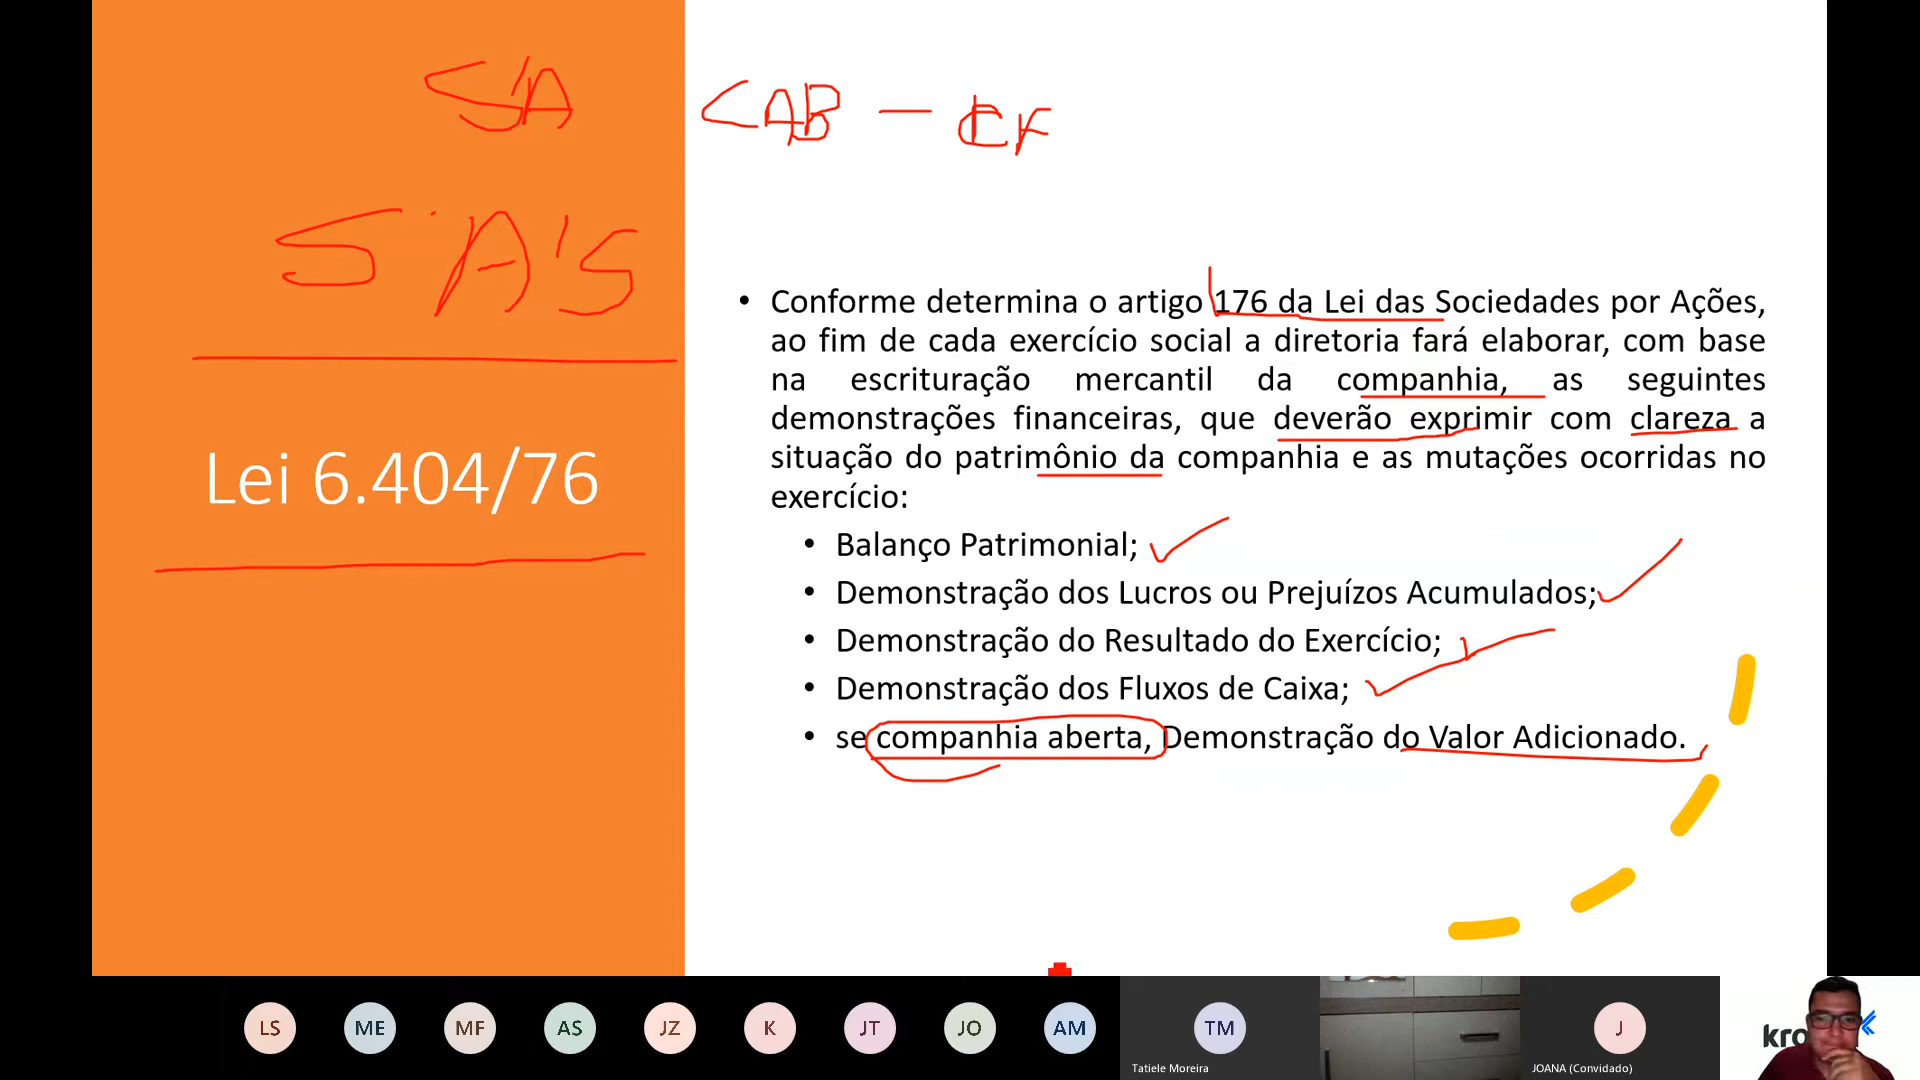 SA
CAB - CF
S A'S
Lei 6.404/76
• Conforme determina o artigo 176 da Lei das Sociedades por Ações,
ao fim de cada exercício social a diretoria fará elaborar, com base
na escrituração mercantil da companhia, as seguintes
demonstrações financeiras, que deverão exprimir com clareza a
situação do patrimônio da companhia e as mutações ocorridas no
exercício:
• Balanço Patrimonial;
• Demonstração dos Lucros ou Prejuízos Acumulados;
• Demonstração do Resultado do Exercício;
• Demonstração dos Fluxos de Caixa;
• se companhia aberta, Demonstração do Valor Adicionado.
LS ME MF AS JZ K JT JO AM TM J
Tatiele Moreira
JOANA (Convidado)